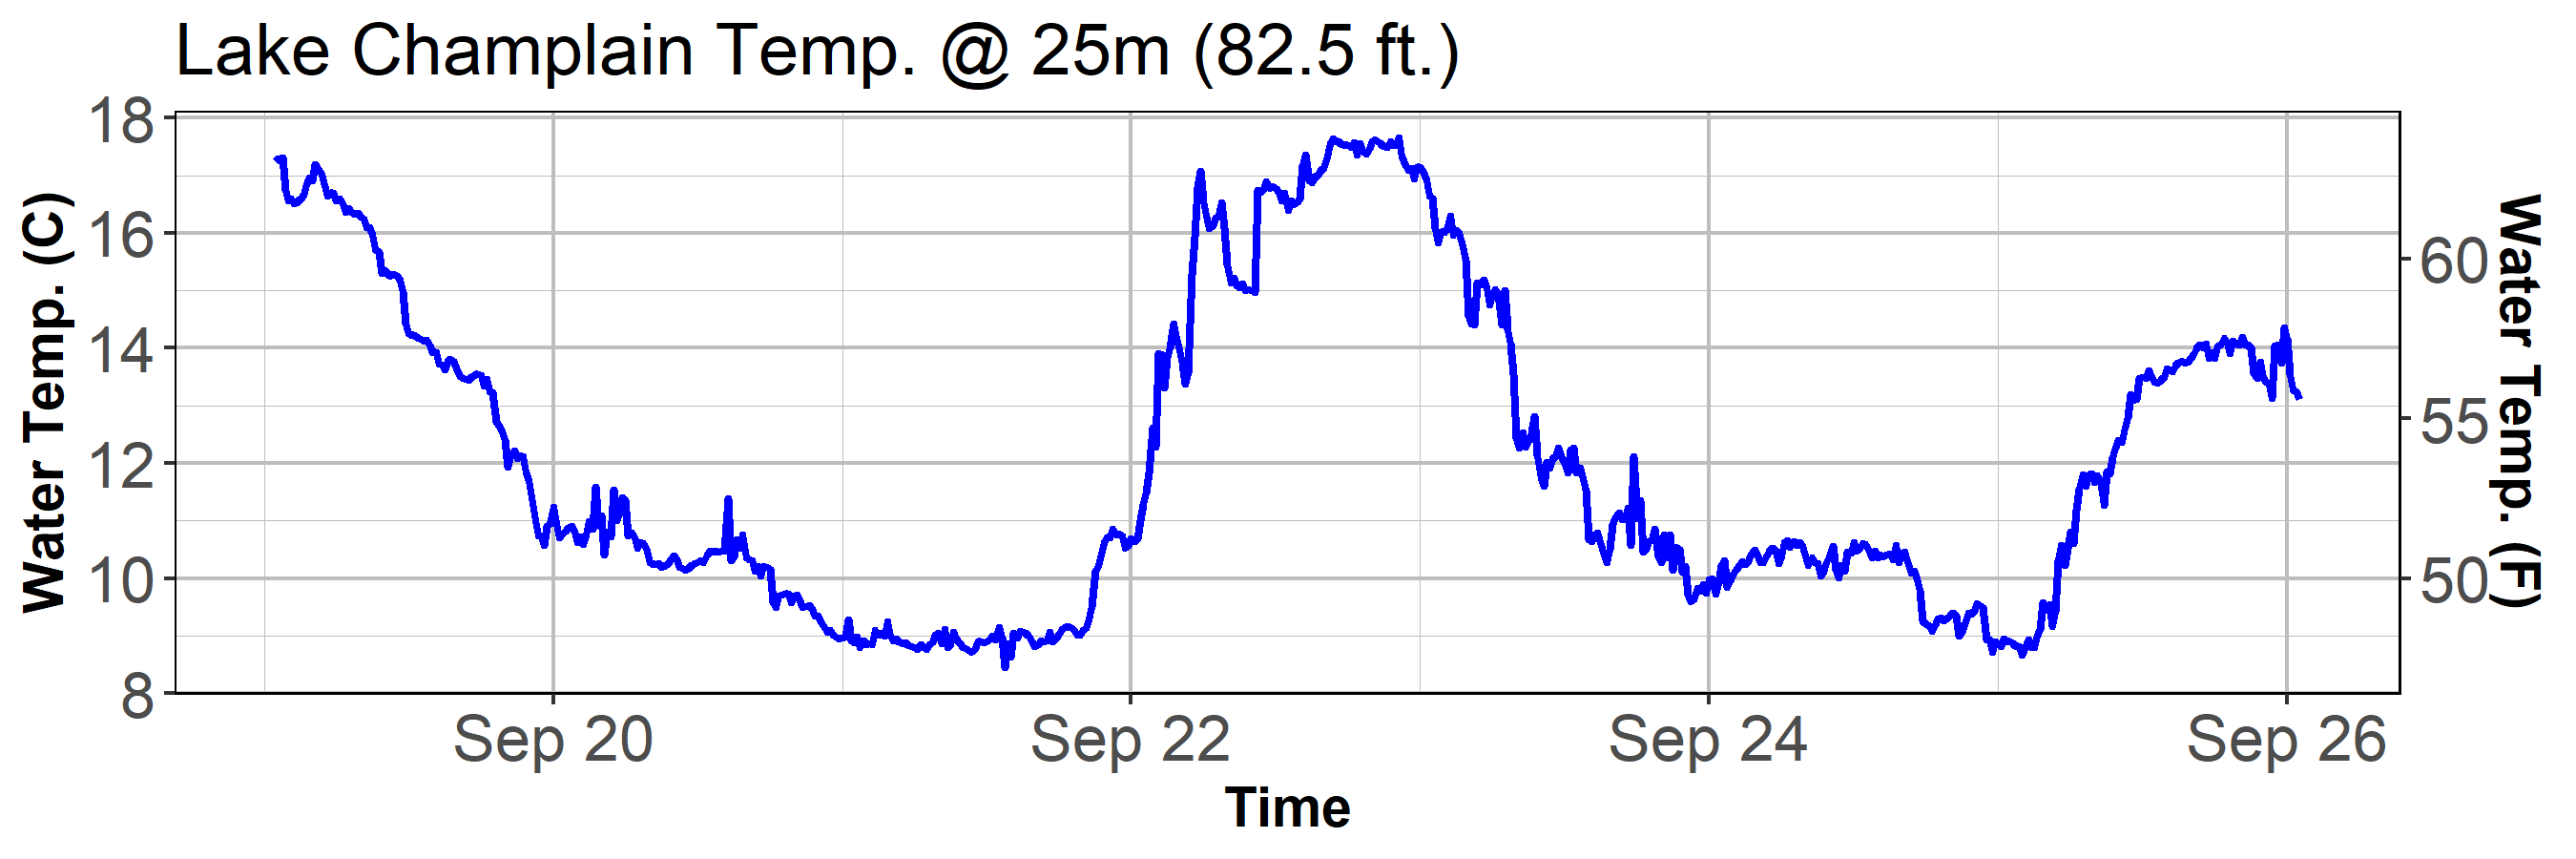 Lake Champlain Temp. @ 25m (82.5 ft.)
Water Temp. (C)
18
16
14
12
10
8
60
55
50
Water Temp. (F)
Sep 20
Sep 22
Sep 24
Sep 26
Time